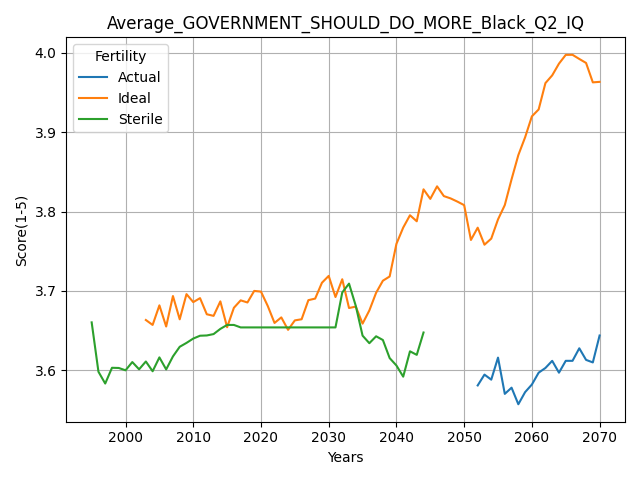 Average_GOVERNMENT_SHOULD_DO_MORE_Black_Q2_IQ
Fertility
Actual
Ideal
Sterile
Score(1-5)
4.0
3.9
3.8
3.7
3.6
2000 2010 2020 2030 2040 2050 2060 2070
Years